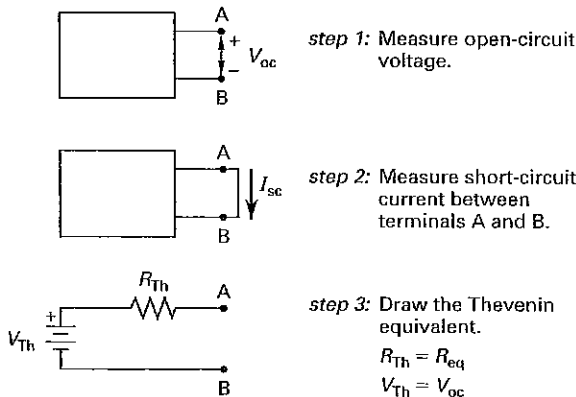 A
+
V_oc
−
B
step 1: Measure open-circuit
voltage.
A
I_sc
B
step 2: Measure short-circuit
current between
terminals A and B.
R_Th
A
+
V_Th
B
step 3: Draw the Thevenin
equivalent.
R_Th = R_eq
V_Th = V_oc